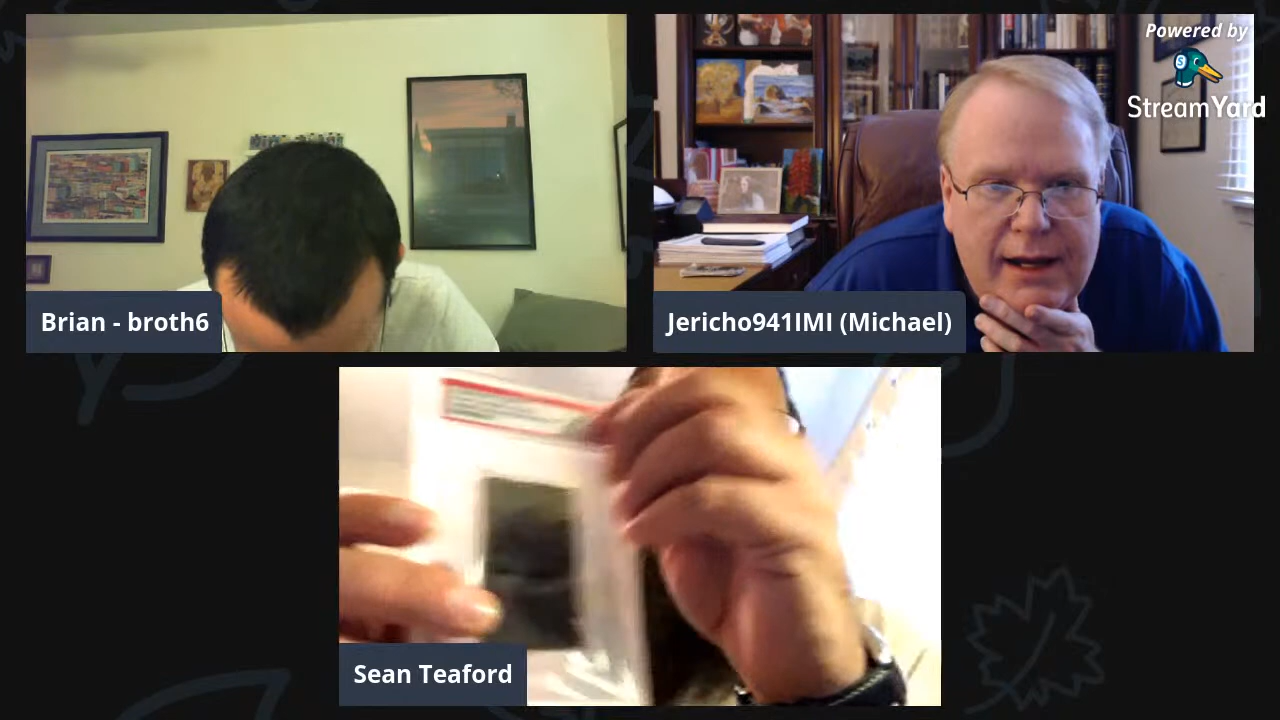 Powered by
StreamYard
Brian - broth6
Jericho941IMI (Michael)
Sean Teaford